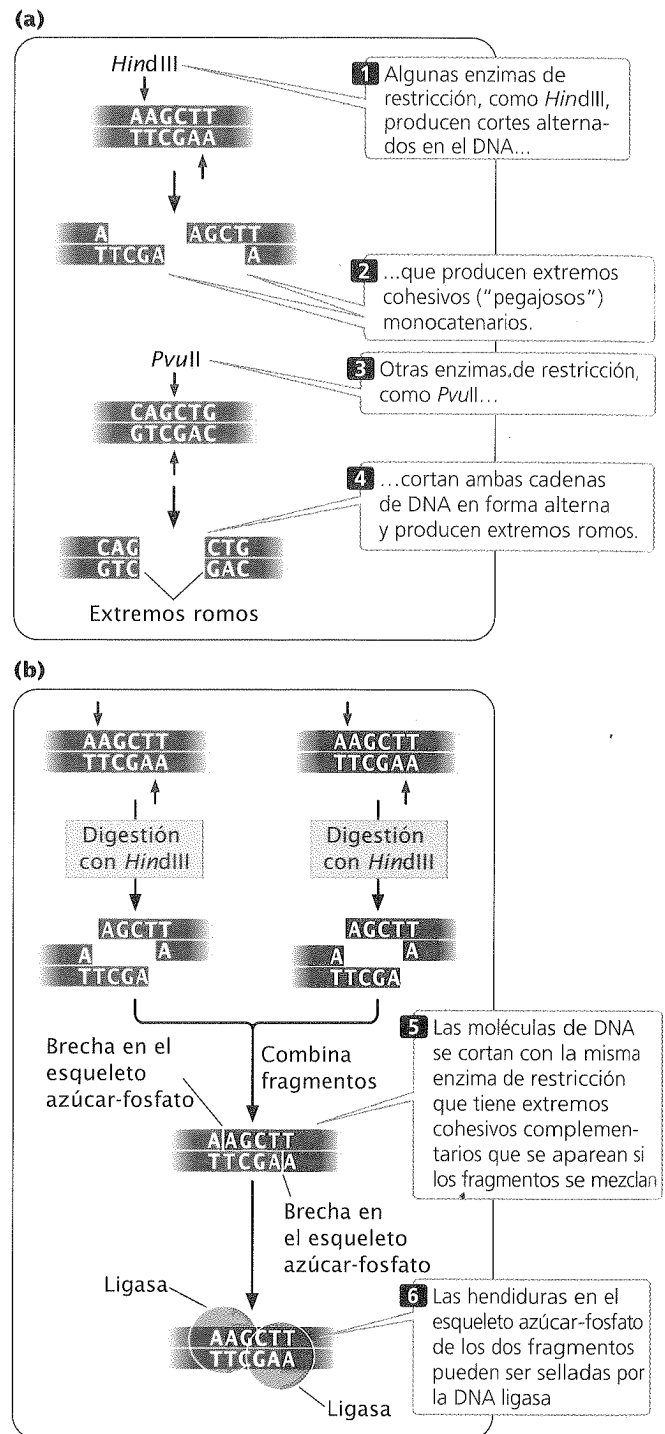 (a)
HindIII
AAGCTT
TTCGAA
1 Algunas enzimas de
restricción, como HindIII,
producen cortes alterna-
dos en el DNA...
A AGCTT
TTCGA A
2 ...que producen extremos
cohesivos ("pegajosos")
monocatenarios.
PvuII
CAGCTG
GTCGAC
3 Otras enzimas de restricción,
como PvuII...
4 ...cortan ambas cadenas
de DNA en forma alterna
y producen extremos romos.
CAG CTG
GTC GAC
Extremos romos
(b)
AAGCTT
TTCGAA
AAGCTT
TTCGAA
Digestión
con HindIII
Digestión
con HindIII
AGCTT
A A
TTCGA
AGCTT
A A
TTCGA
Brecha en el
esqueleto
azúcar-fosfato
Combina
fragmentos
5 Las moléculas de DNA
se cortan con la misma
enzima de restricción
que tiene extremos
cohesivos complemen-
tarios que se aparean si
los fragmentos se mezclan
AAGCTT
TTCGAA
Brecha en
el esqueleto
azúcar-fosfato
Ligasa
AAGCTT
TTCGAA
Ligasa
6 Las hendiduras en el
esqueleto azúcar-fosfato
de los dos fragmentos
pueden ser selladas por
la DNA ligasa